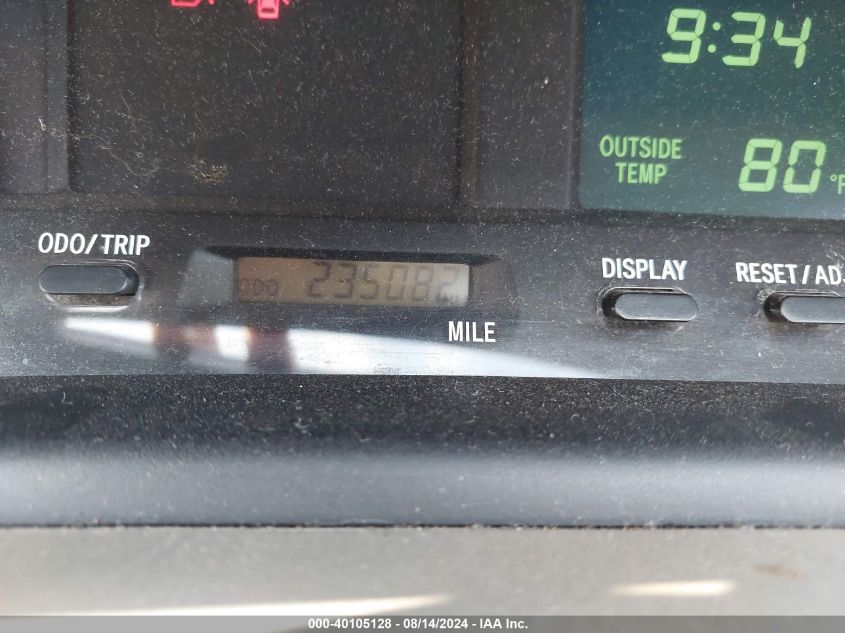 9:34
OUTSIDE
TEMP
80 °F
ODO/TRIP
ODO 235082
MILE
DISPLAY
RESET/ADJ
000-40105128 - 08/14/2024 - IAA Inc.